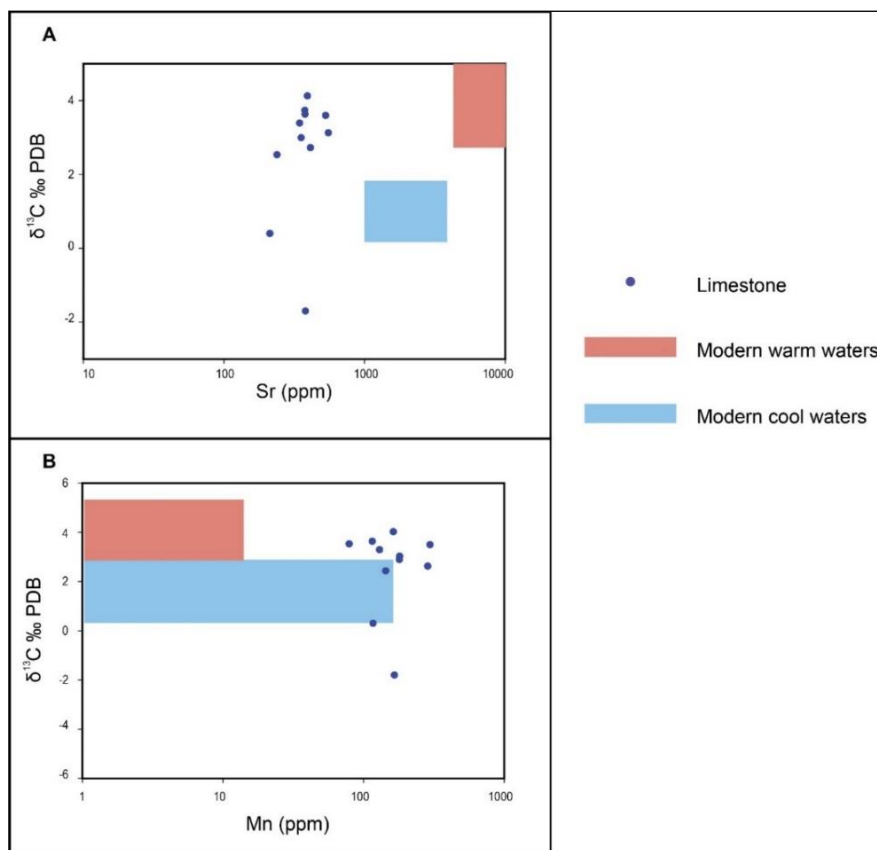 A
4
2
0
-2
δ¹³C ‰ PDB
10
100
1000
10000
Sr (ppm)
B
6
4
2
0
-2
-4
-6
δ¹³C ‰ PDB
1
10
100
1000
Mn (ppm)
Limestone
Modern warm waters
Modern cool waters